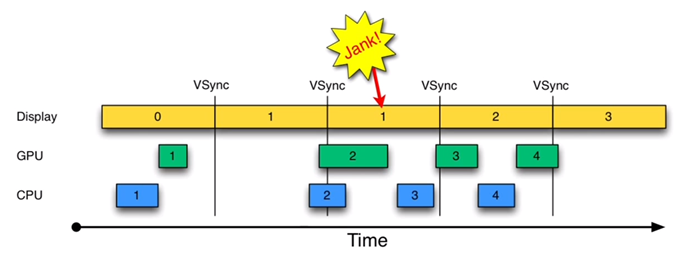 Jank!
VSync VSync VSync VSync
Display 0 1 1 2 3
GPU 1 2 3 4
CPU 1 2 3 4
Time